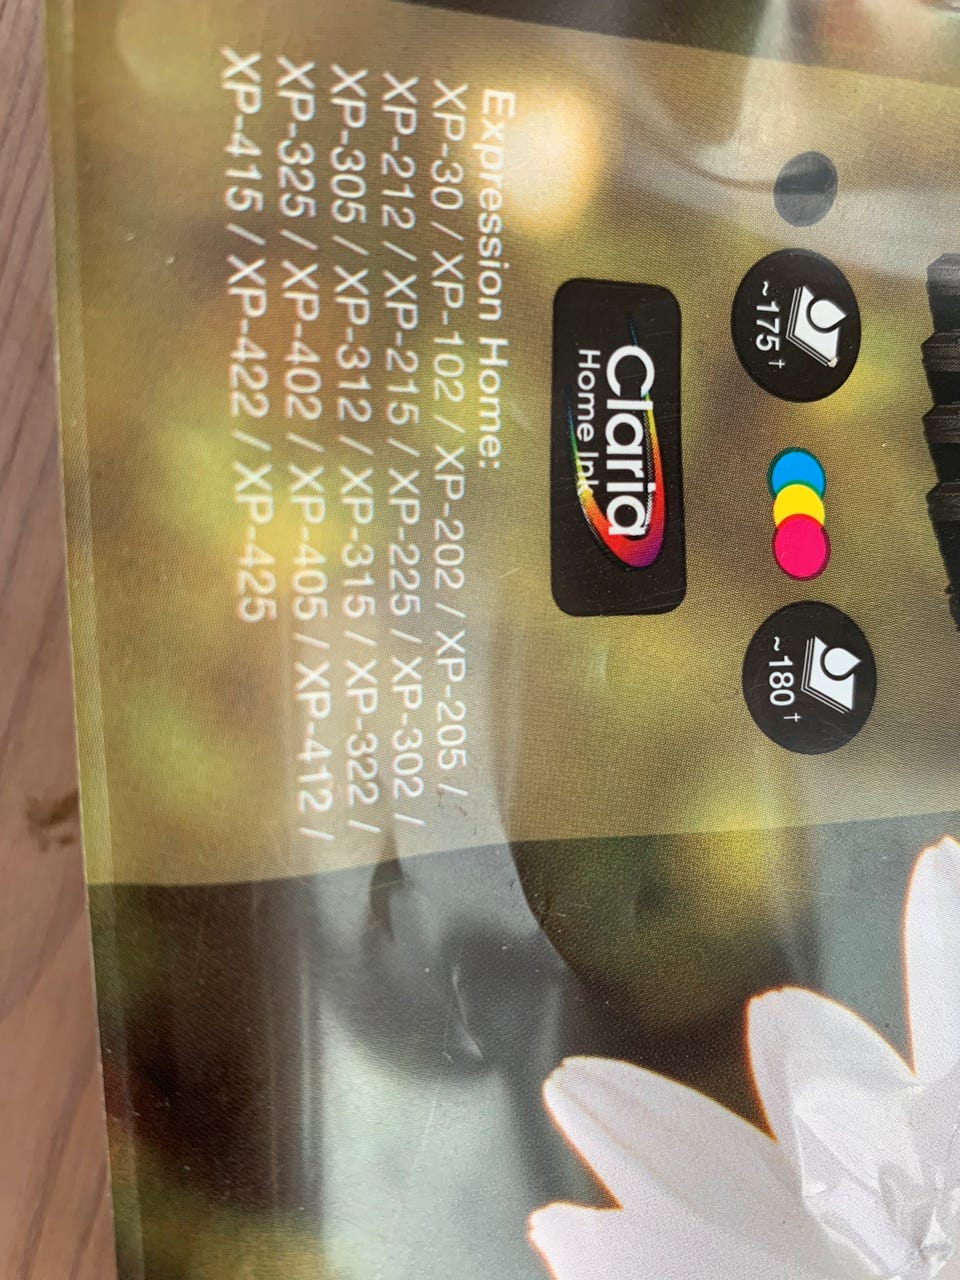 ~175†
~180†
Claria
Home Ink
Expression Home:
XP-30 / XP-102 / XP-202 / XP-205 /
XP-212 / XP-215 / XP-225 / XP-302 /
XP-305 / XP-312 / XP-315 / XP-322 /
XP-325 / XP-402 / XP-405 / XP-412 /
XP-415 / XP-422 / XP-425